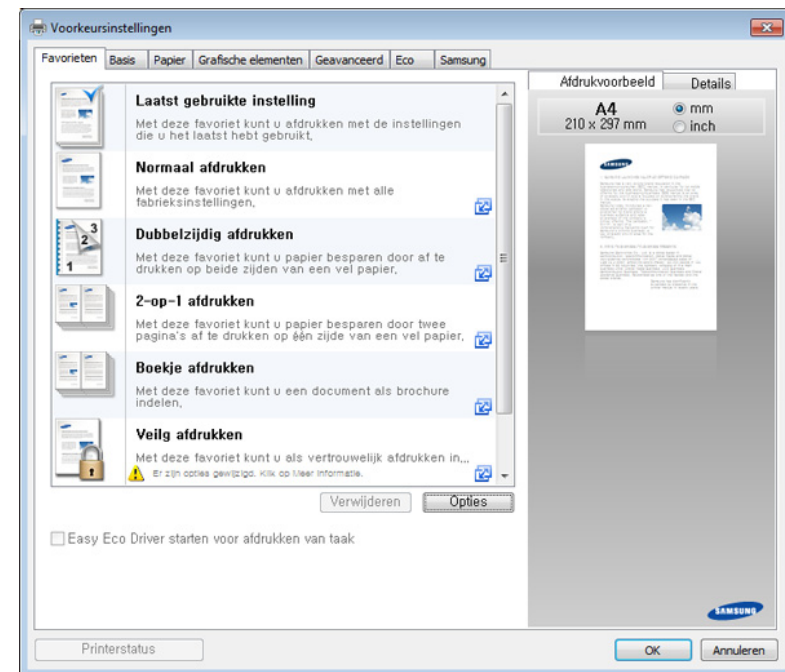 Voorkeursinstellingen
Favorieten Basis Papier Grafische elementen Geavanceerd Eco Samsung
Laatst gebruikte instelling
Met deze favoriet kunt u afdrukken met de instellingen
die u het laatst hebt gebruikt.
Normaal afdrukken
Met deze favoriet kunt u afdrukken met alle
fabrieksinstellingen.
Dubbelzijdig afdrukken
Met deze favoriet kunt u papier besparen door af te
drukken op beide zijden van een vel papier.
2-op-1 afdrukken
Met deze favoriet kunt u papier besparen door twee
pagina's af te drukken op één zijde van een vel papier.
Boekje afdrukken
Met deze favoriet kunt u een document als brochure
indelen.
Veilg afdrukken
Met deze favoriet kunt u als vertrouwelijk afdrukken in...
Er zijn opties gewijzigd. Klik op Meer informatie.
Verwijderen Opties
Easy Eco Driver starten voor afdrukken van taak
Printerstatus
Afdrukvoorbeeld Details
A4
210 x 297 mm
mm
inch
SAMSUNG
SAMSUNG
OK Annuleren
1 2 3